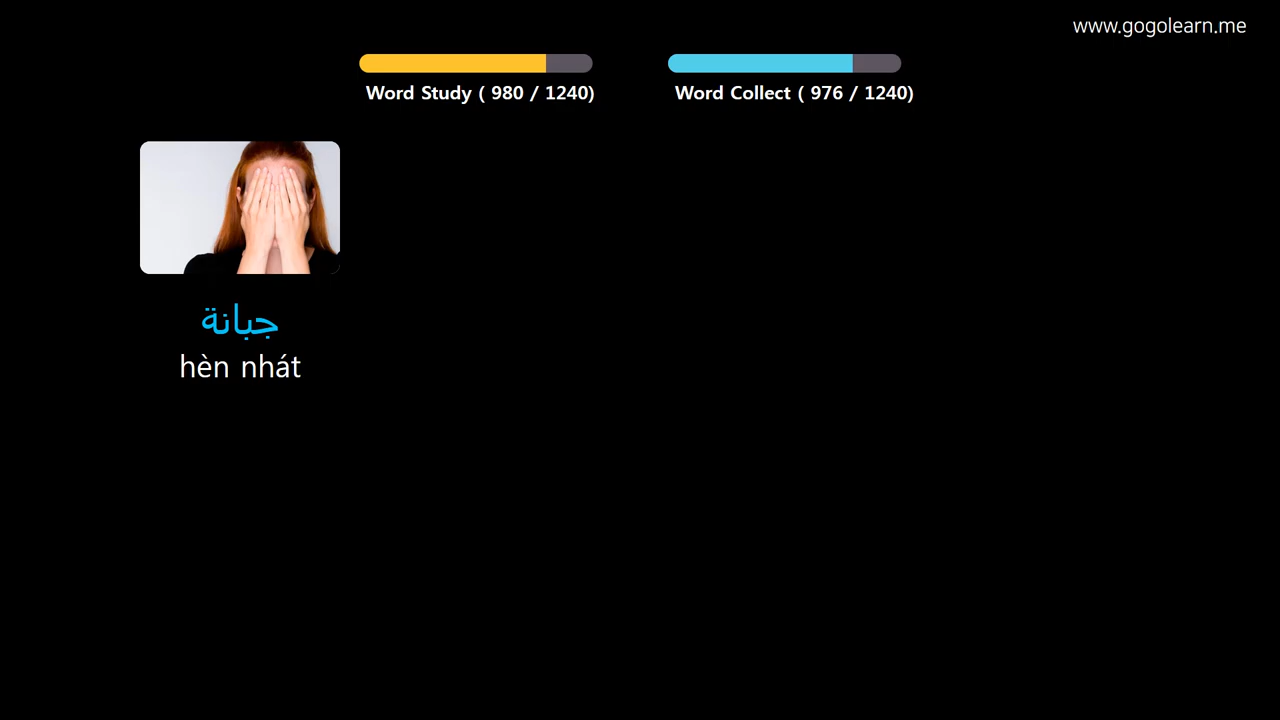 www.gogolearn.me
Word Study ( 980 / 1240)
Word Collect ( 976 / 1240)
جبانة
hèn nhát